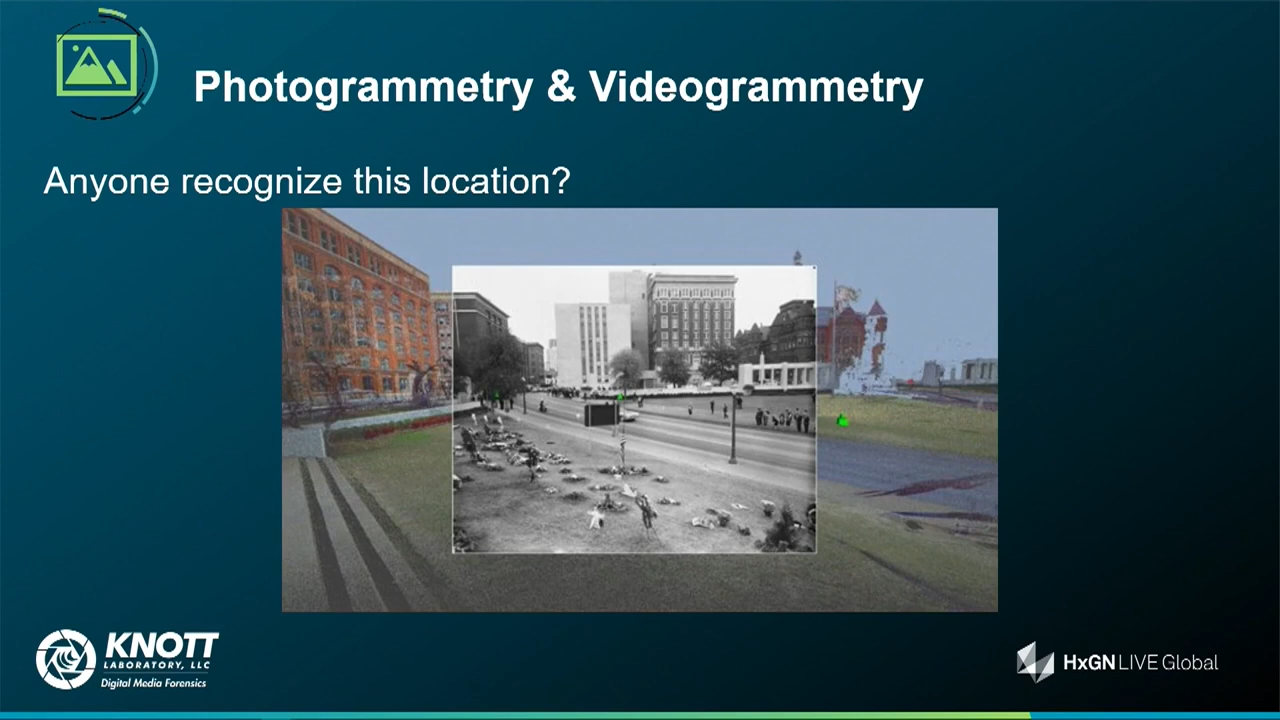 Photogrammetry & Videogrammetry
Anyone recognize this location?
KNOTT
LABORATORY, LLC
Digital Media Forensics
HxGN LIVE Global